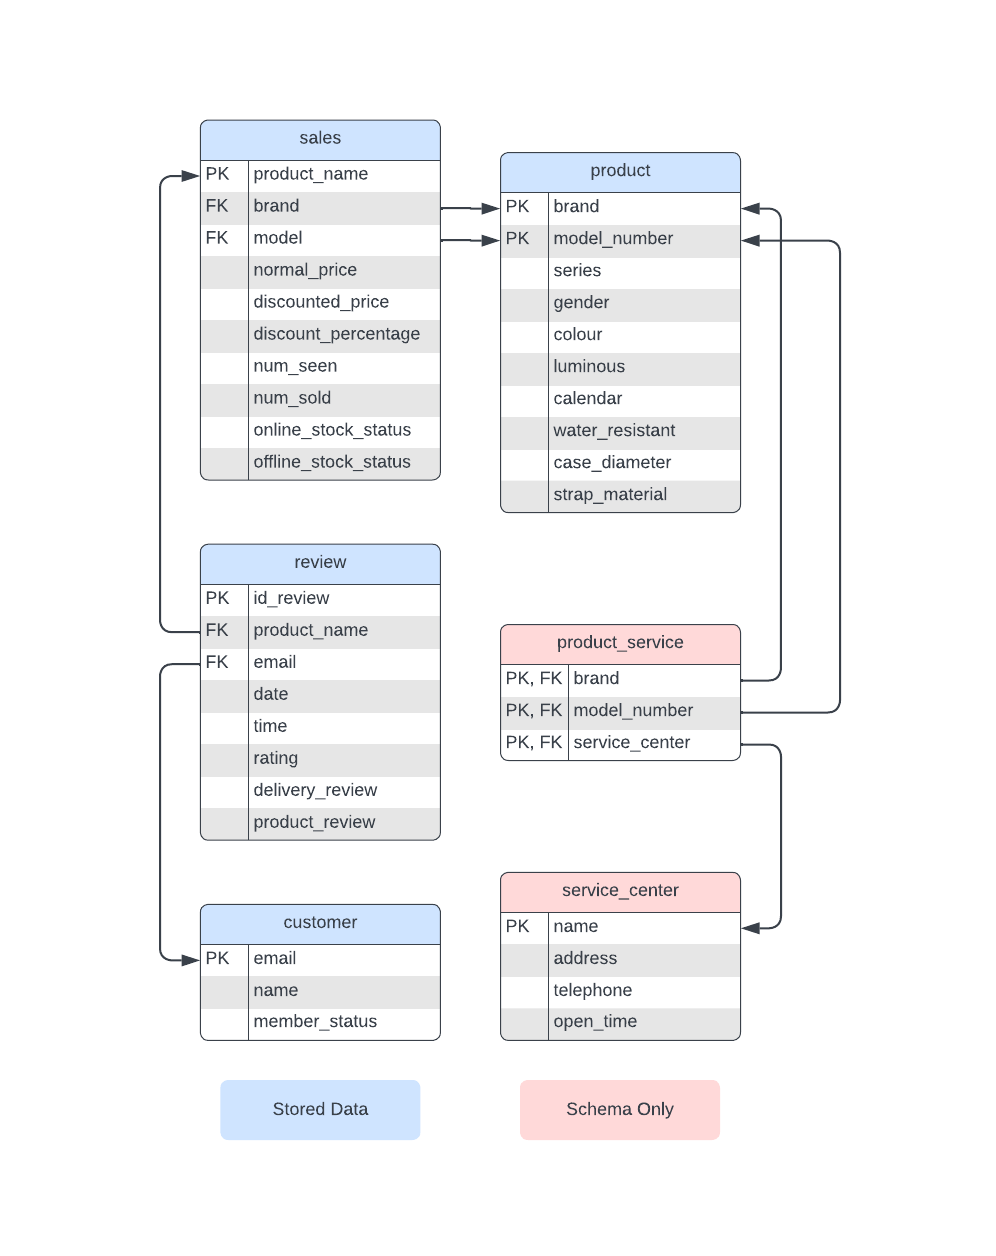 sales
PK product_name
FK brand
FK model
normal_price
discounted_price
discount_percentage
num_seen
num_sold
online_stock_status
offline_stock_status
product
PK brand
PK model_number
series
gender
colour
luminous
calendar
water_resistant
case_diameter
strap_material
review
PK id_review
FK product_name
FK email
date
time
rating
delivery_review
product_review
product_service
PK, FK brand
PK, FK model_number
PK, FK service_center
customer
PK email
name
member_status
service_center
PK name
address
telephone
open_time
Stored Data
Schema Only